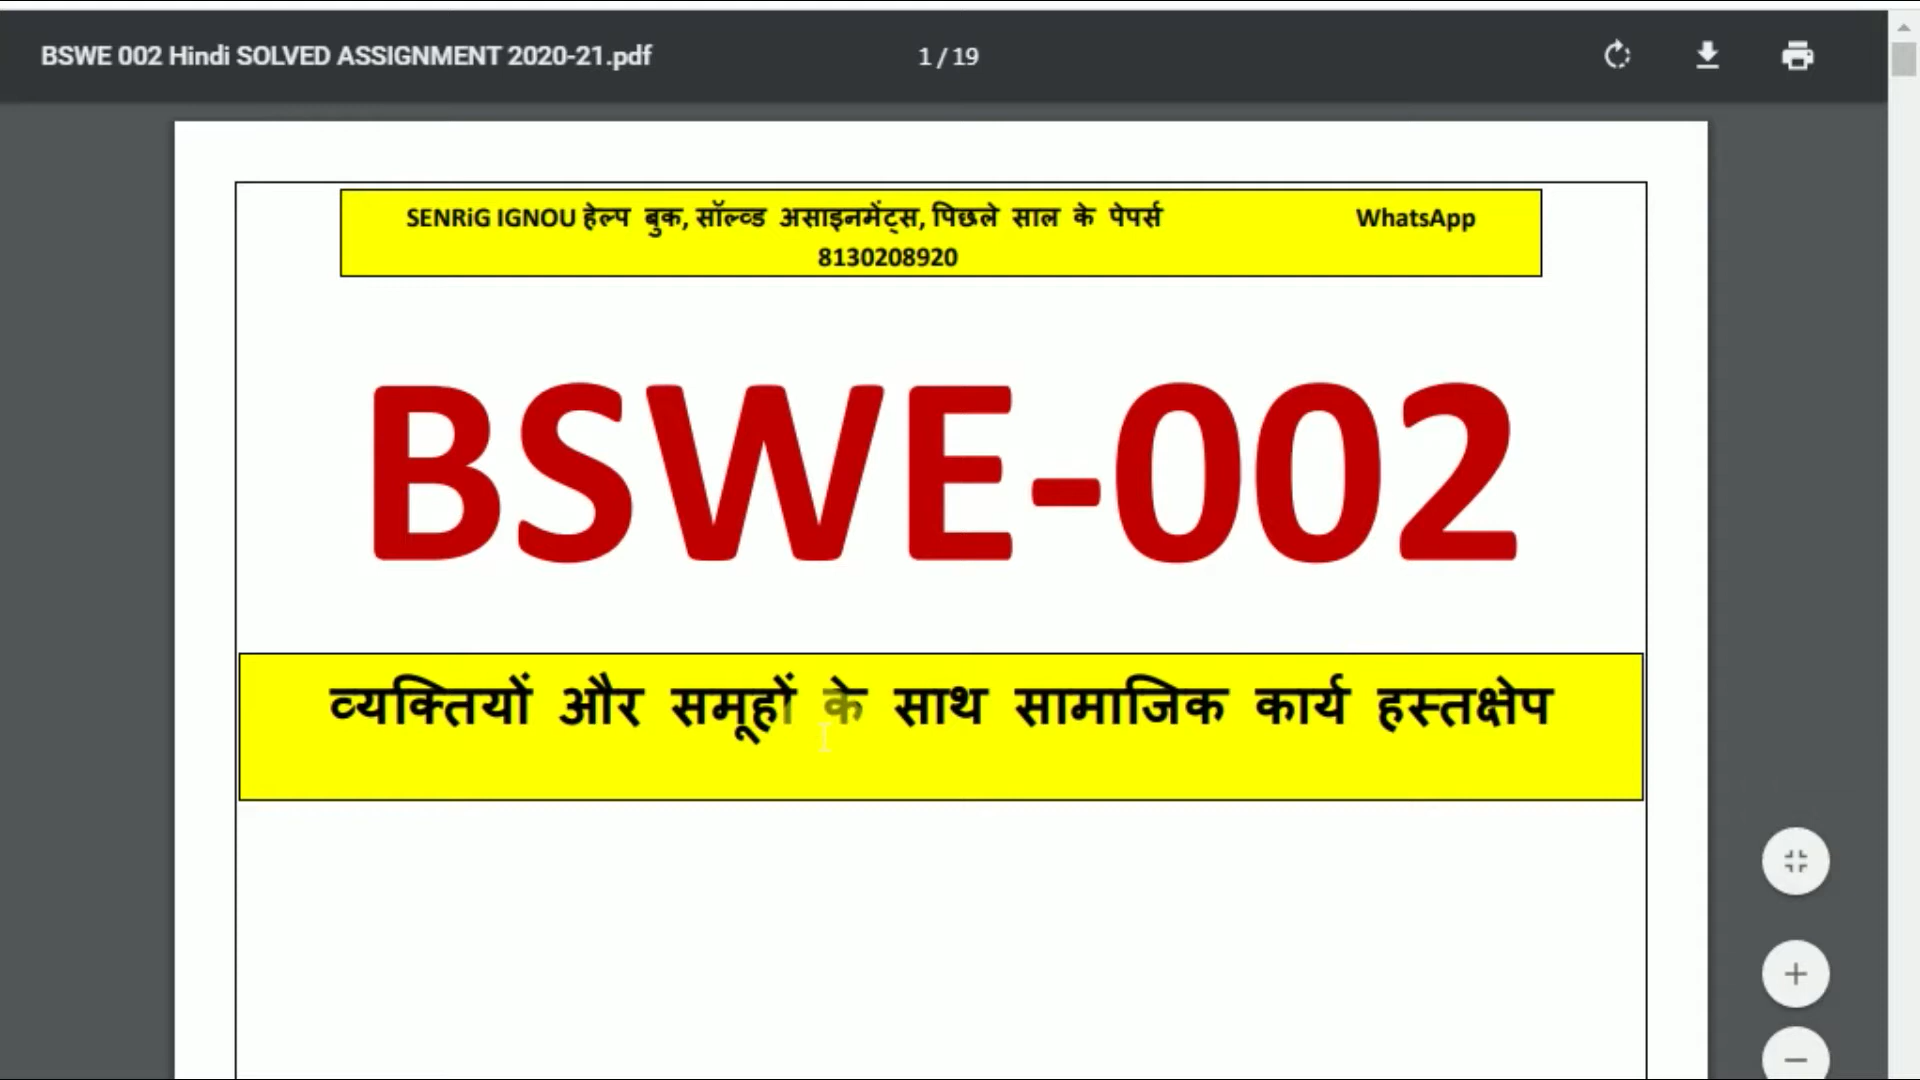 BSWE 002 Hindi SOLVED ASSIGNMENT 2020-21.pdf
1 / 19
SENRiG IGNOU हेल्प बुक, सॉल्व्ड असाइनमेंट्स, पिछले साल के पेपर्स WhatsApp
8130208920
BSWE-002
व्यक्तियों और समूहों के साथ सामाजिक कार्य हस्तक्षेप